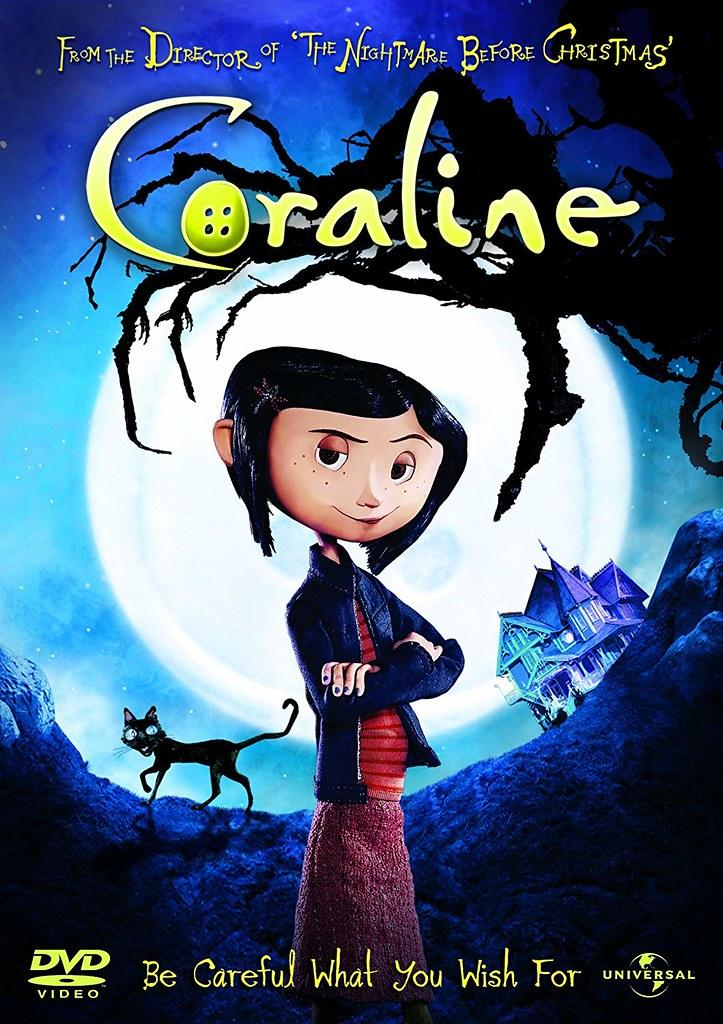 From the Director of 'The Nightmare Before Christmas'
Coraline
DVD
VIDEO
Be Careful What You Wish For
UNIVERSAL